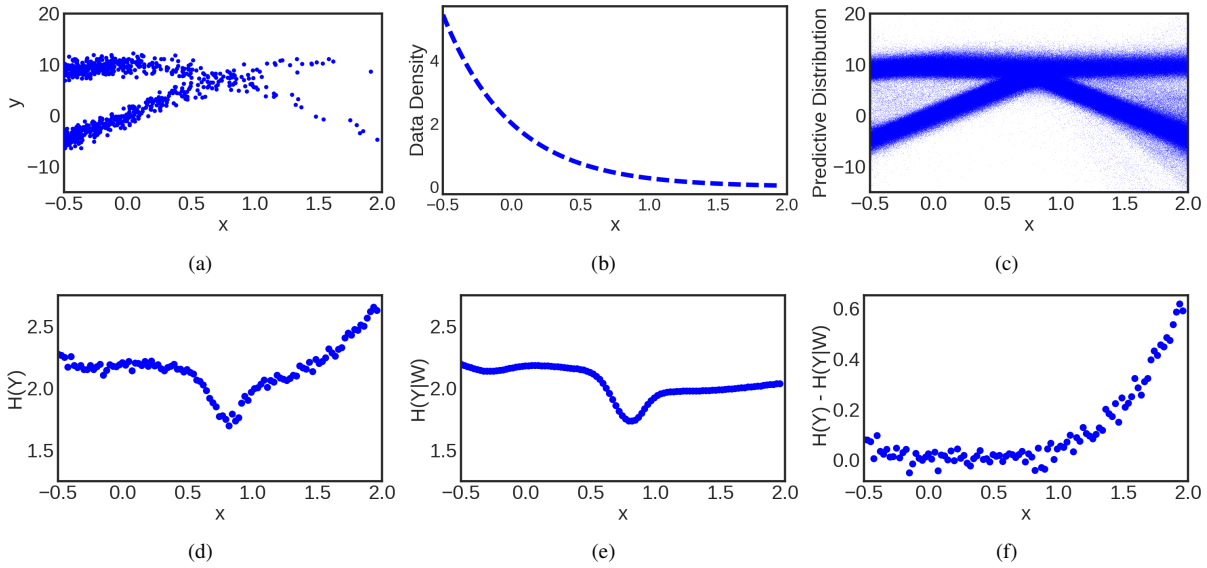 20
10
0
−10
y
−0.5 0.0 0.5 1.0 1.5 2.0
x
(a)
4
2
0
Data Density
−0.5 0.0 0.5 1.0 1.5 2.0
x
(b)
20
10
0
−10
Predictive Distribution
−0.5 0.0 0.5 1.0 1.5 2.0
x
(c)
2.5
2.0
1.5
H(Y)
−0.5 0.0 0.5 1.0 1.5 2.0
x
(d)
2.5
2.0
1.5
H(Y|W)
−0.5 0.0 0.5 1.0 1.5 2.0
x
(e)
0.6
0.4
0.2
0.0
H(Y) - H(Y|W)
−0.5 0.0 0.5 1.0 1.5 2.0
x
(f)